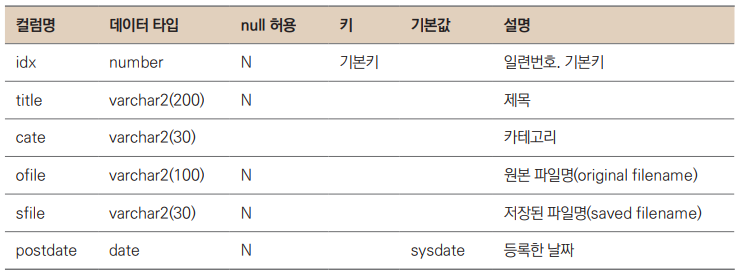 컬럼명 데이터 타입 null 허용 키 기본값 설명
idx number N 기본키 일련번호. 기본키
title varchar2(200) N 제목
cate varchar2(30) 카테고리
ofile varchar2(100) N 원본 파일명(original filename)
sfile varchar2(30) N 저장된 파일명(saved filename)
postdate date N sysdate 등록한 날짜